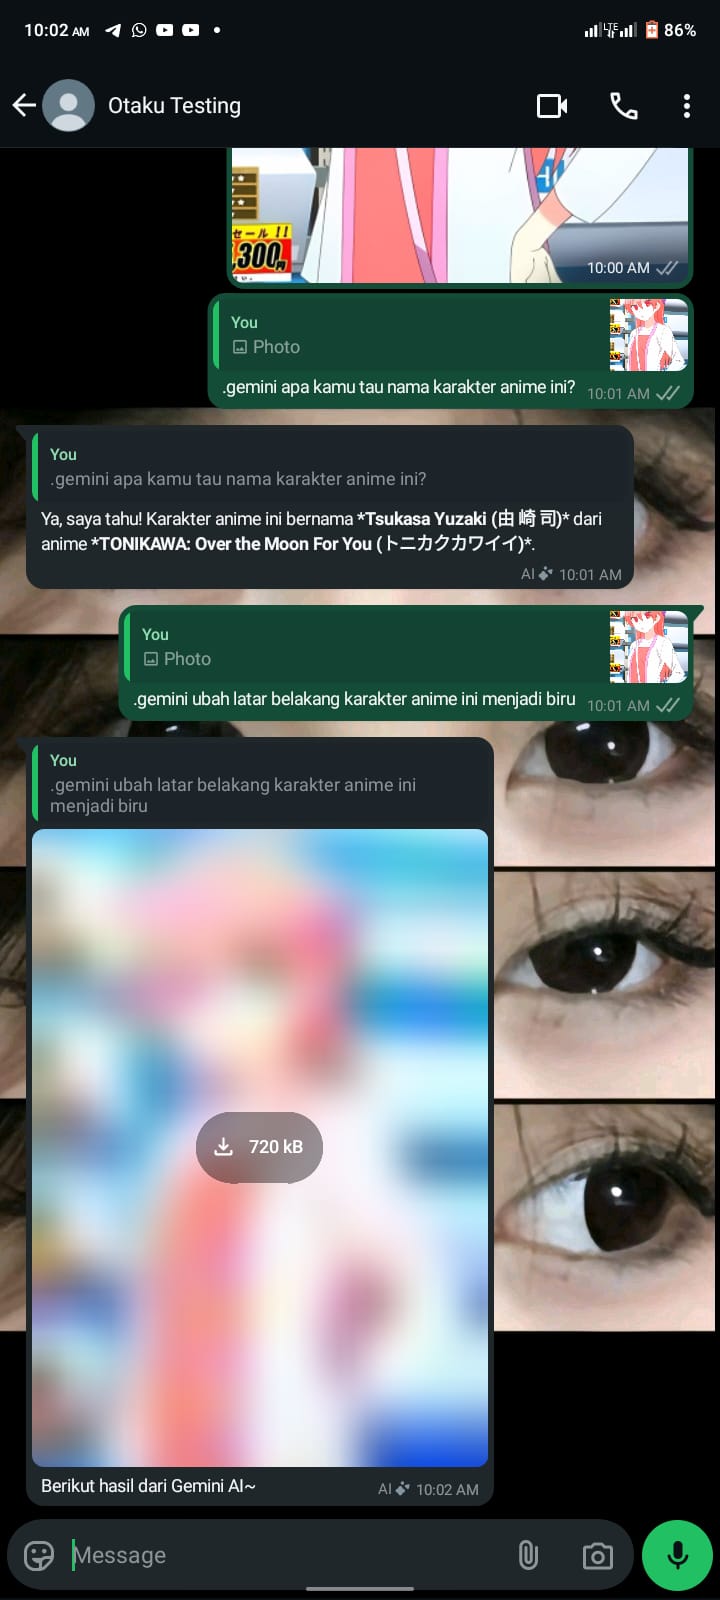 10:02 AM
LTE
86%
Otaku Testing
セール !!
300
10:00 AM
You
Photo
.gemini apa kamu tau nama karakter anime ini?
10:01 AM
You
.gemini apa kamu tau nama karakter anime ini?
Ya, saya tahu! Karakter anime ini bernama *Tsukasa Yuzaki (由崎司)* dari
anime *TONIKAWA: Over the Moon For You (トニカクカワイイ)*.
AI 10:01 AM
You
Photo
.gemini ubah latar belakang karakter anime ini menjadi biru
10:01 AM
You
.gemini ubah latar belakang karakter anime ini
menjadi biru
720 kB
Berikut hasil dari Gemini AI~
AI 10:02 AM
Message